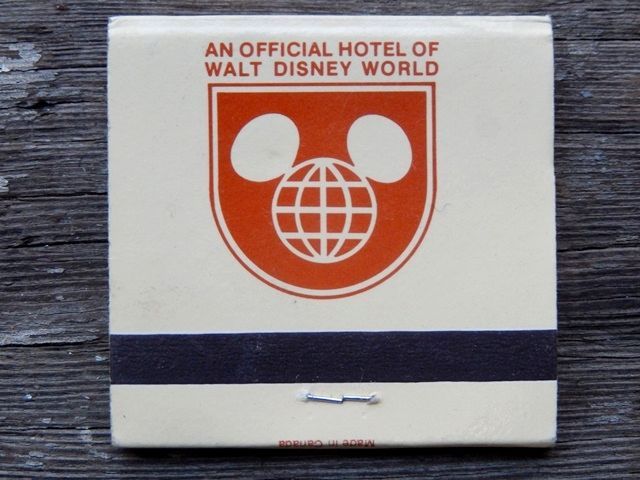 AN OFFICIAL HOTEL OF
WALT DISNEY WORLD
Made in Canada